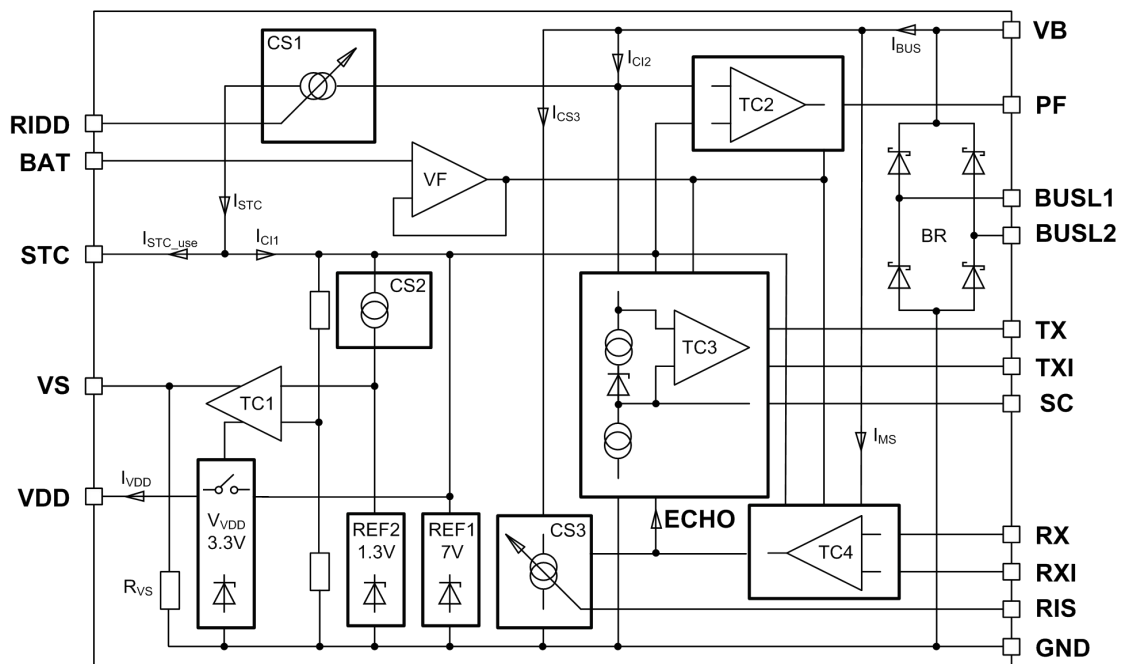 CS1
I_BUS
VB
I_CI2
TC2
PF
RIDD
I_CS3
BAT
VF
BUSL1
I_STC
BR
BUSL2
I_STC_use
I_CI1
STC
CS2
TX
TC3
TXI
VS
TC1
SC
I_MS
I_VDD
VDD
ECHO
V_VDD
3.3V
REF2
1.3V
REF1
7V
CS3
RX
TC4
RXI
R_VS
RIS
GND